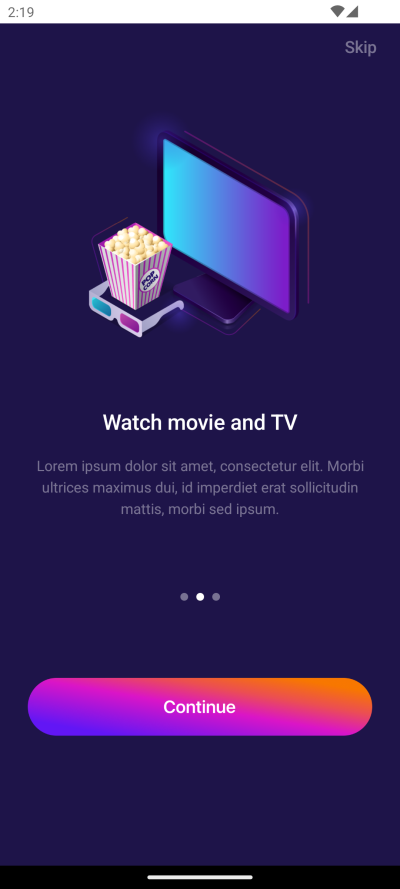 2:19
Skip
POP
CORN
Watch movie and TV
Lorem ipsum dolor sit amet, consectetur elit. Morbi
ultrices maximus dui, id imperdiet erat sollicitudin
mattis, morbi sed ipsum.
Continue